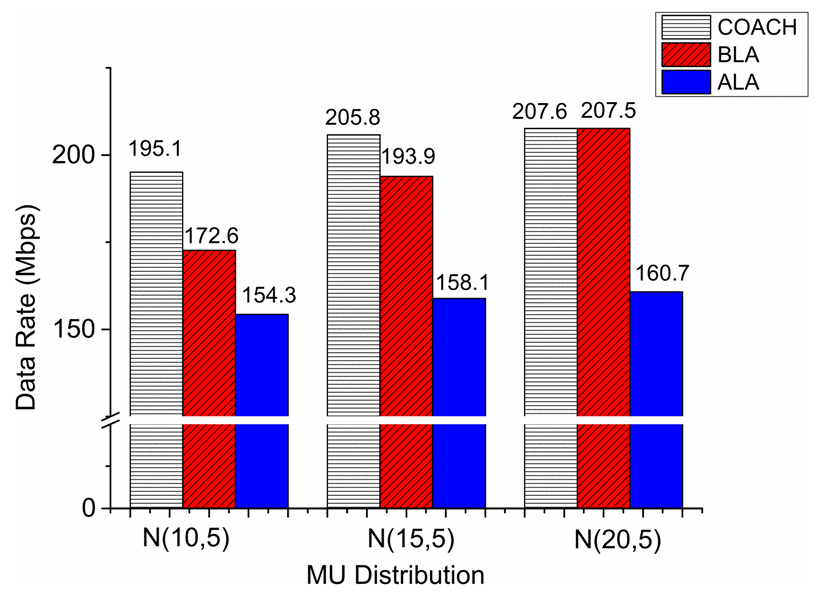 COACH
BLA
ALA
207.6 207.5
205.8
195.1
193.9
200
172.6
160.7
158.1
154.3
150
0
N(10,5) N(15,5) N(20,5)
MU Distribution
Data Rate (Mbps)